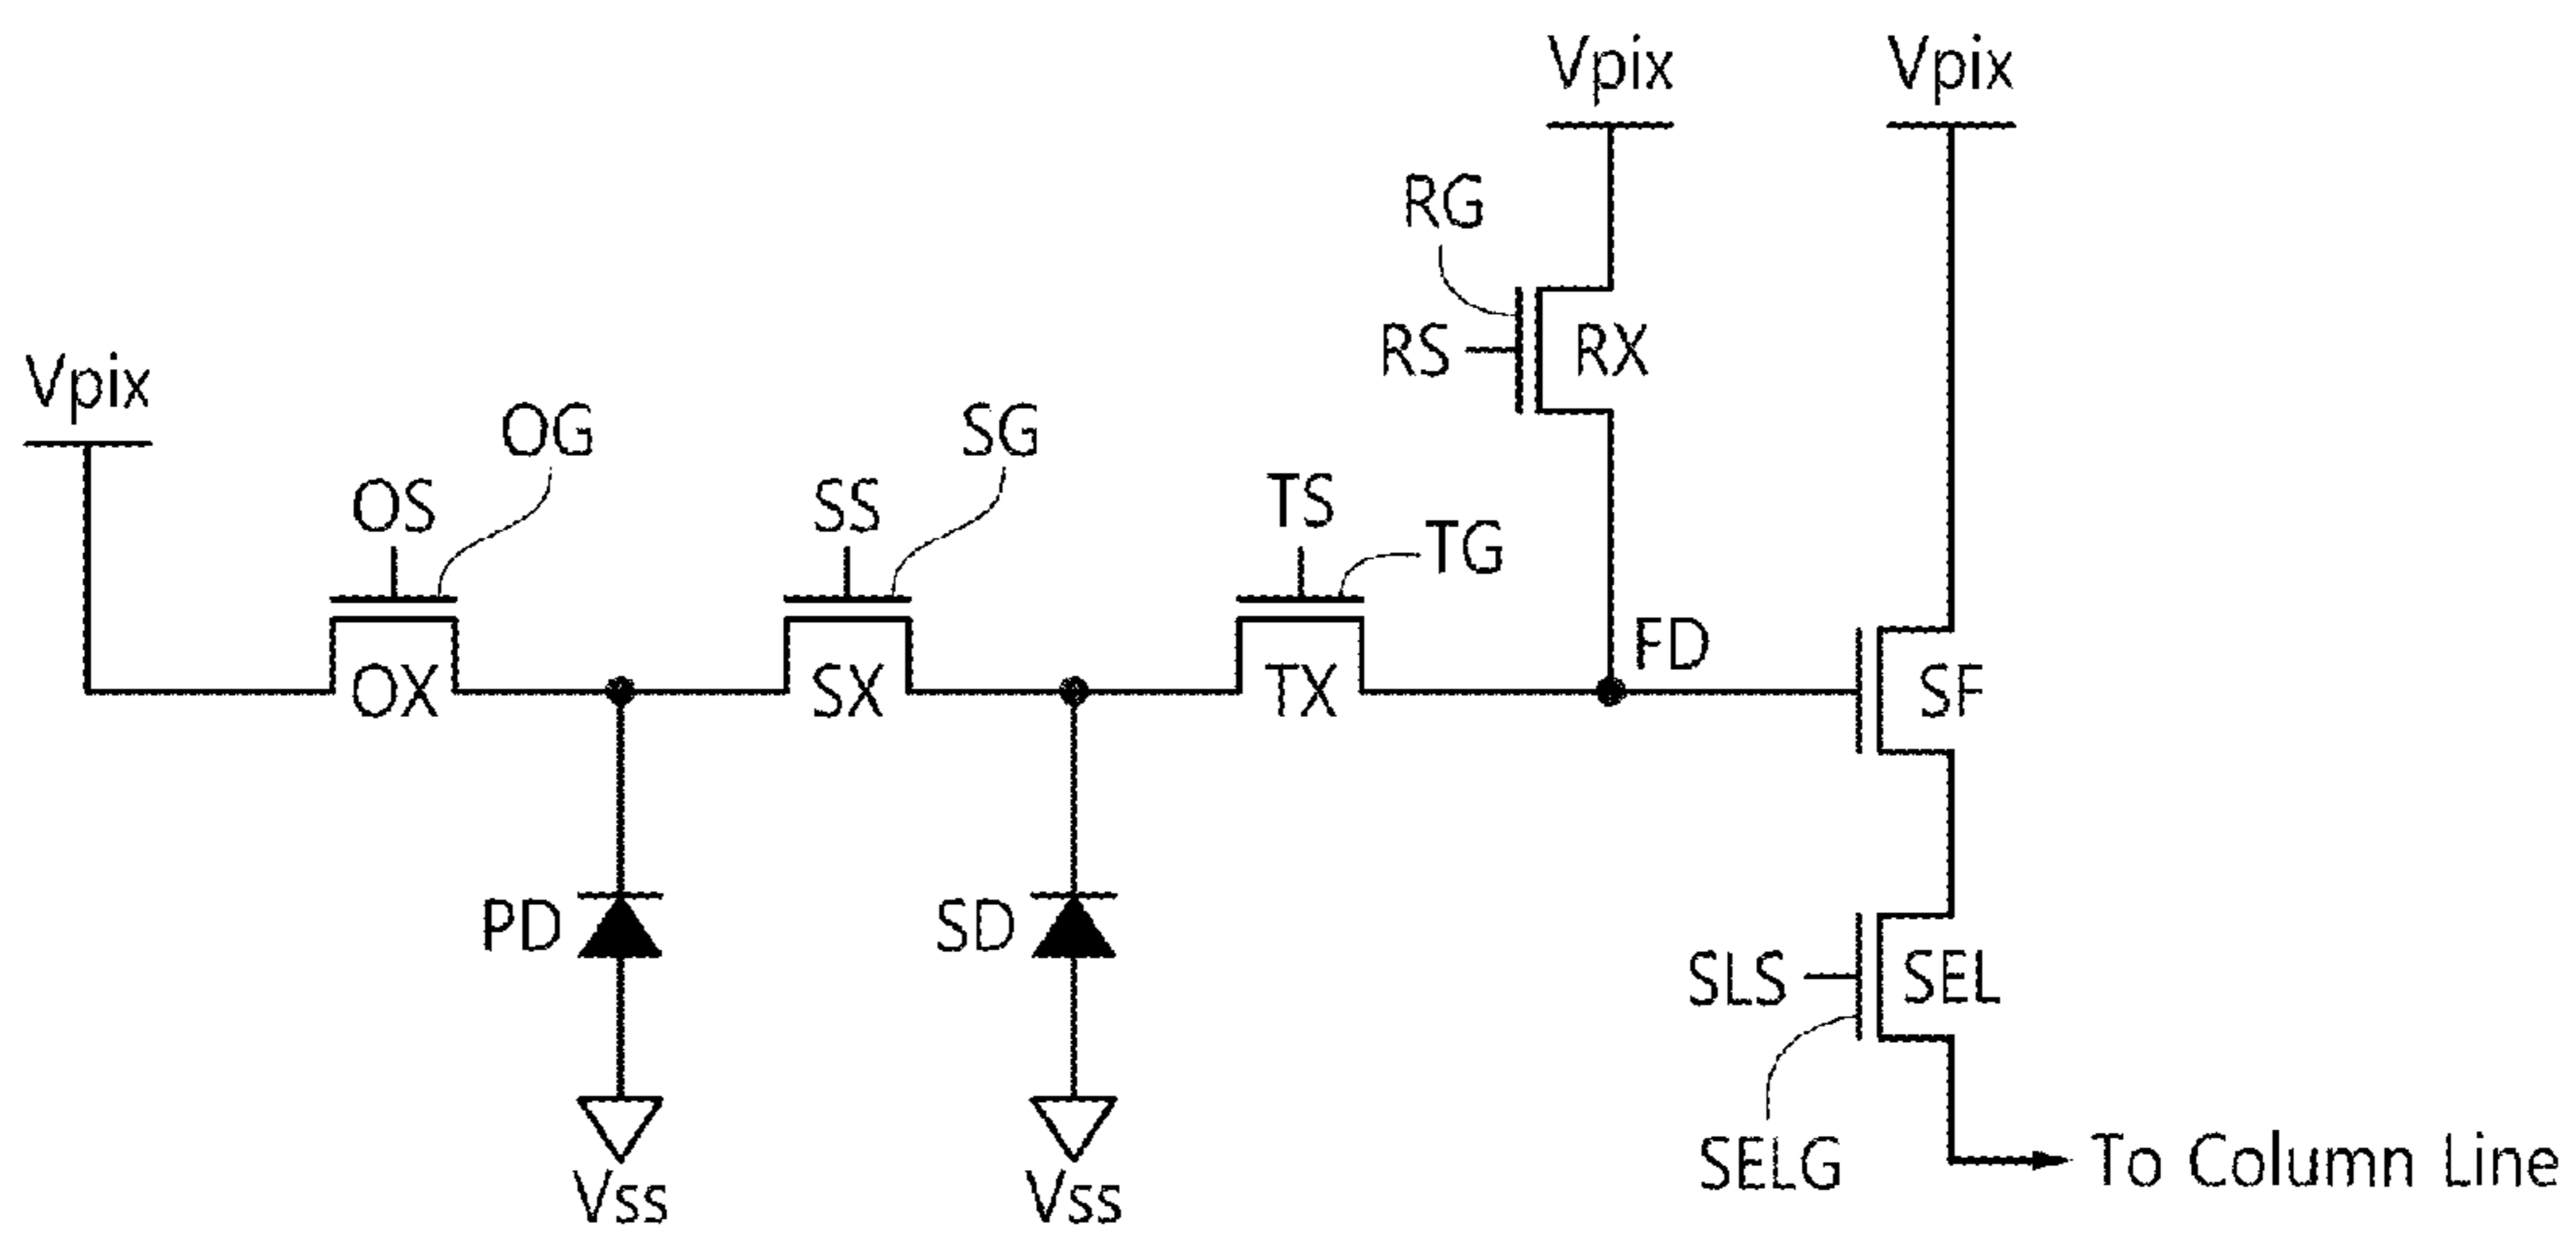 Vpix Vpix
RG
RS RX
Vpix
OG SG
OS SS TS
TG
FD
OX SX TX SF
PD SD
SLS SEL
SELG To Column Line
Vss Vss